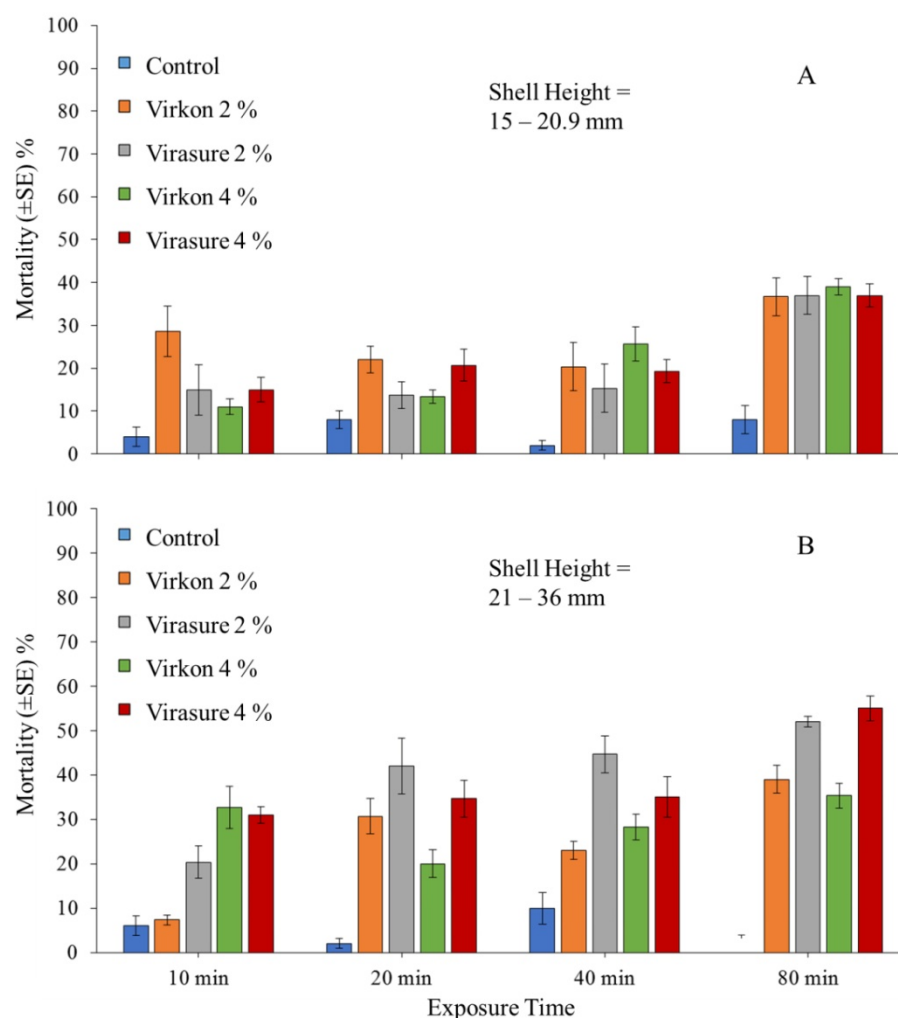 100
90
80
70
60
50
40
30
20
10
0
Mortality (±SE) %
Control
Virkon 2 %
Virasure 2 %
Virkon 4 %
Virasure 4 %
Shell Height =
15 – 20.9 mm
A
100
90
80
70
60
50
40
30
20
10
0
Mortality (±SE) %
Control
Virkon 2 %
Virasure 2 %
Virkon 4 %
Virasure 4 %
Shell Height =
21 – 36 mm
B
10 min
20 min
40 min
80 min
Exposure Time